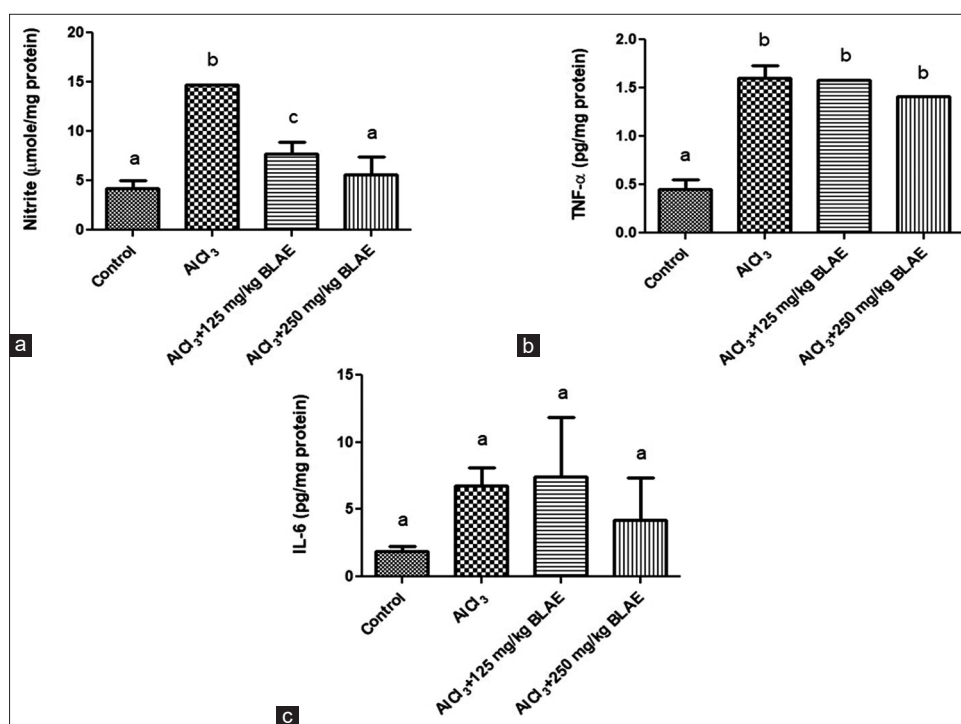 Nitrite (μmole/mg protein)
20
15
10
5
0
a
b
c
a
Control
AlCl₃
AlCl₃+125 mg/kg BLAE
AlCl₃+250 mg/kg BLAE
a
TNF-α (pg/mg protein)
2.0
1.5
1.0
0.5
0.0
a
b
b
b
Control
AlCl₃
AlCl₃+125 mg/kg BLAE
AlCl₃+250 mg/kg BLAE
b
IL-6 (pg/mg protein)
15
10
5
0
a
a
a
a
Control
AlCl₃
AlCl₃+125 mg/kg BLAE
AlCl₃+250 mg/kg BLAE
c